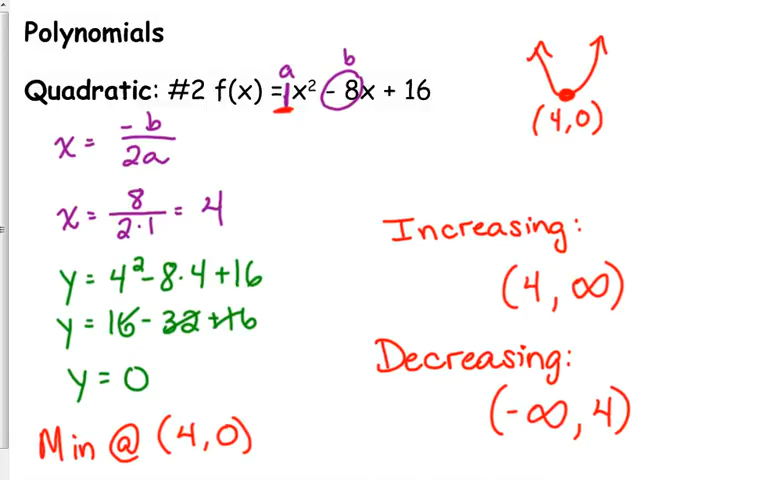 Polynomials
a b
Quadratic: #2 f(x) = 1x² - 8x + 16
(4,0)
x = -b/2a
x = 8/2·1 = 4
Increasing:
(4, ∞)
y = 4² - 8·4 + 16
y = 16 - 32 + 16
Decreasing:
(-∞, 4)
y = 0
Min @ (4,0)